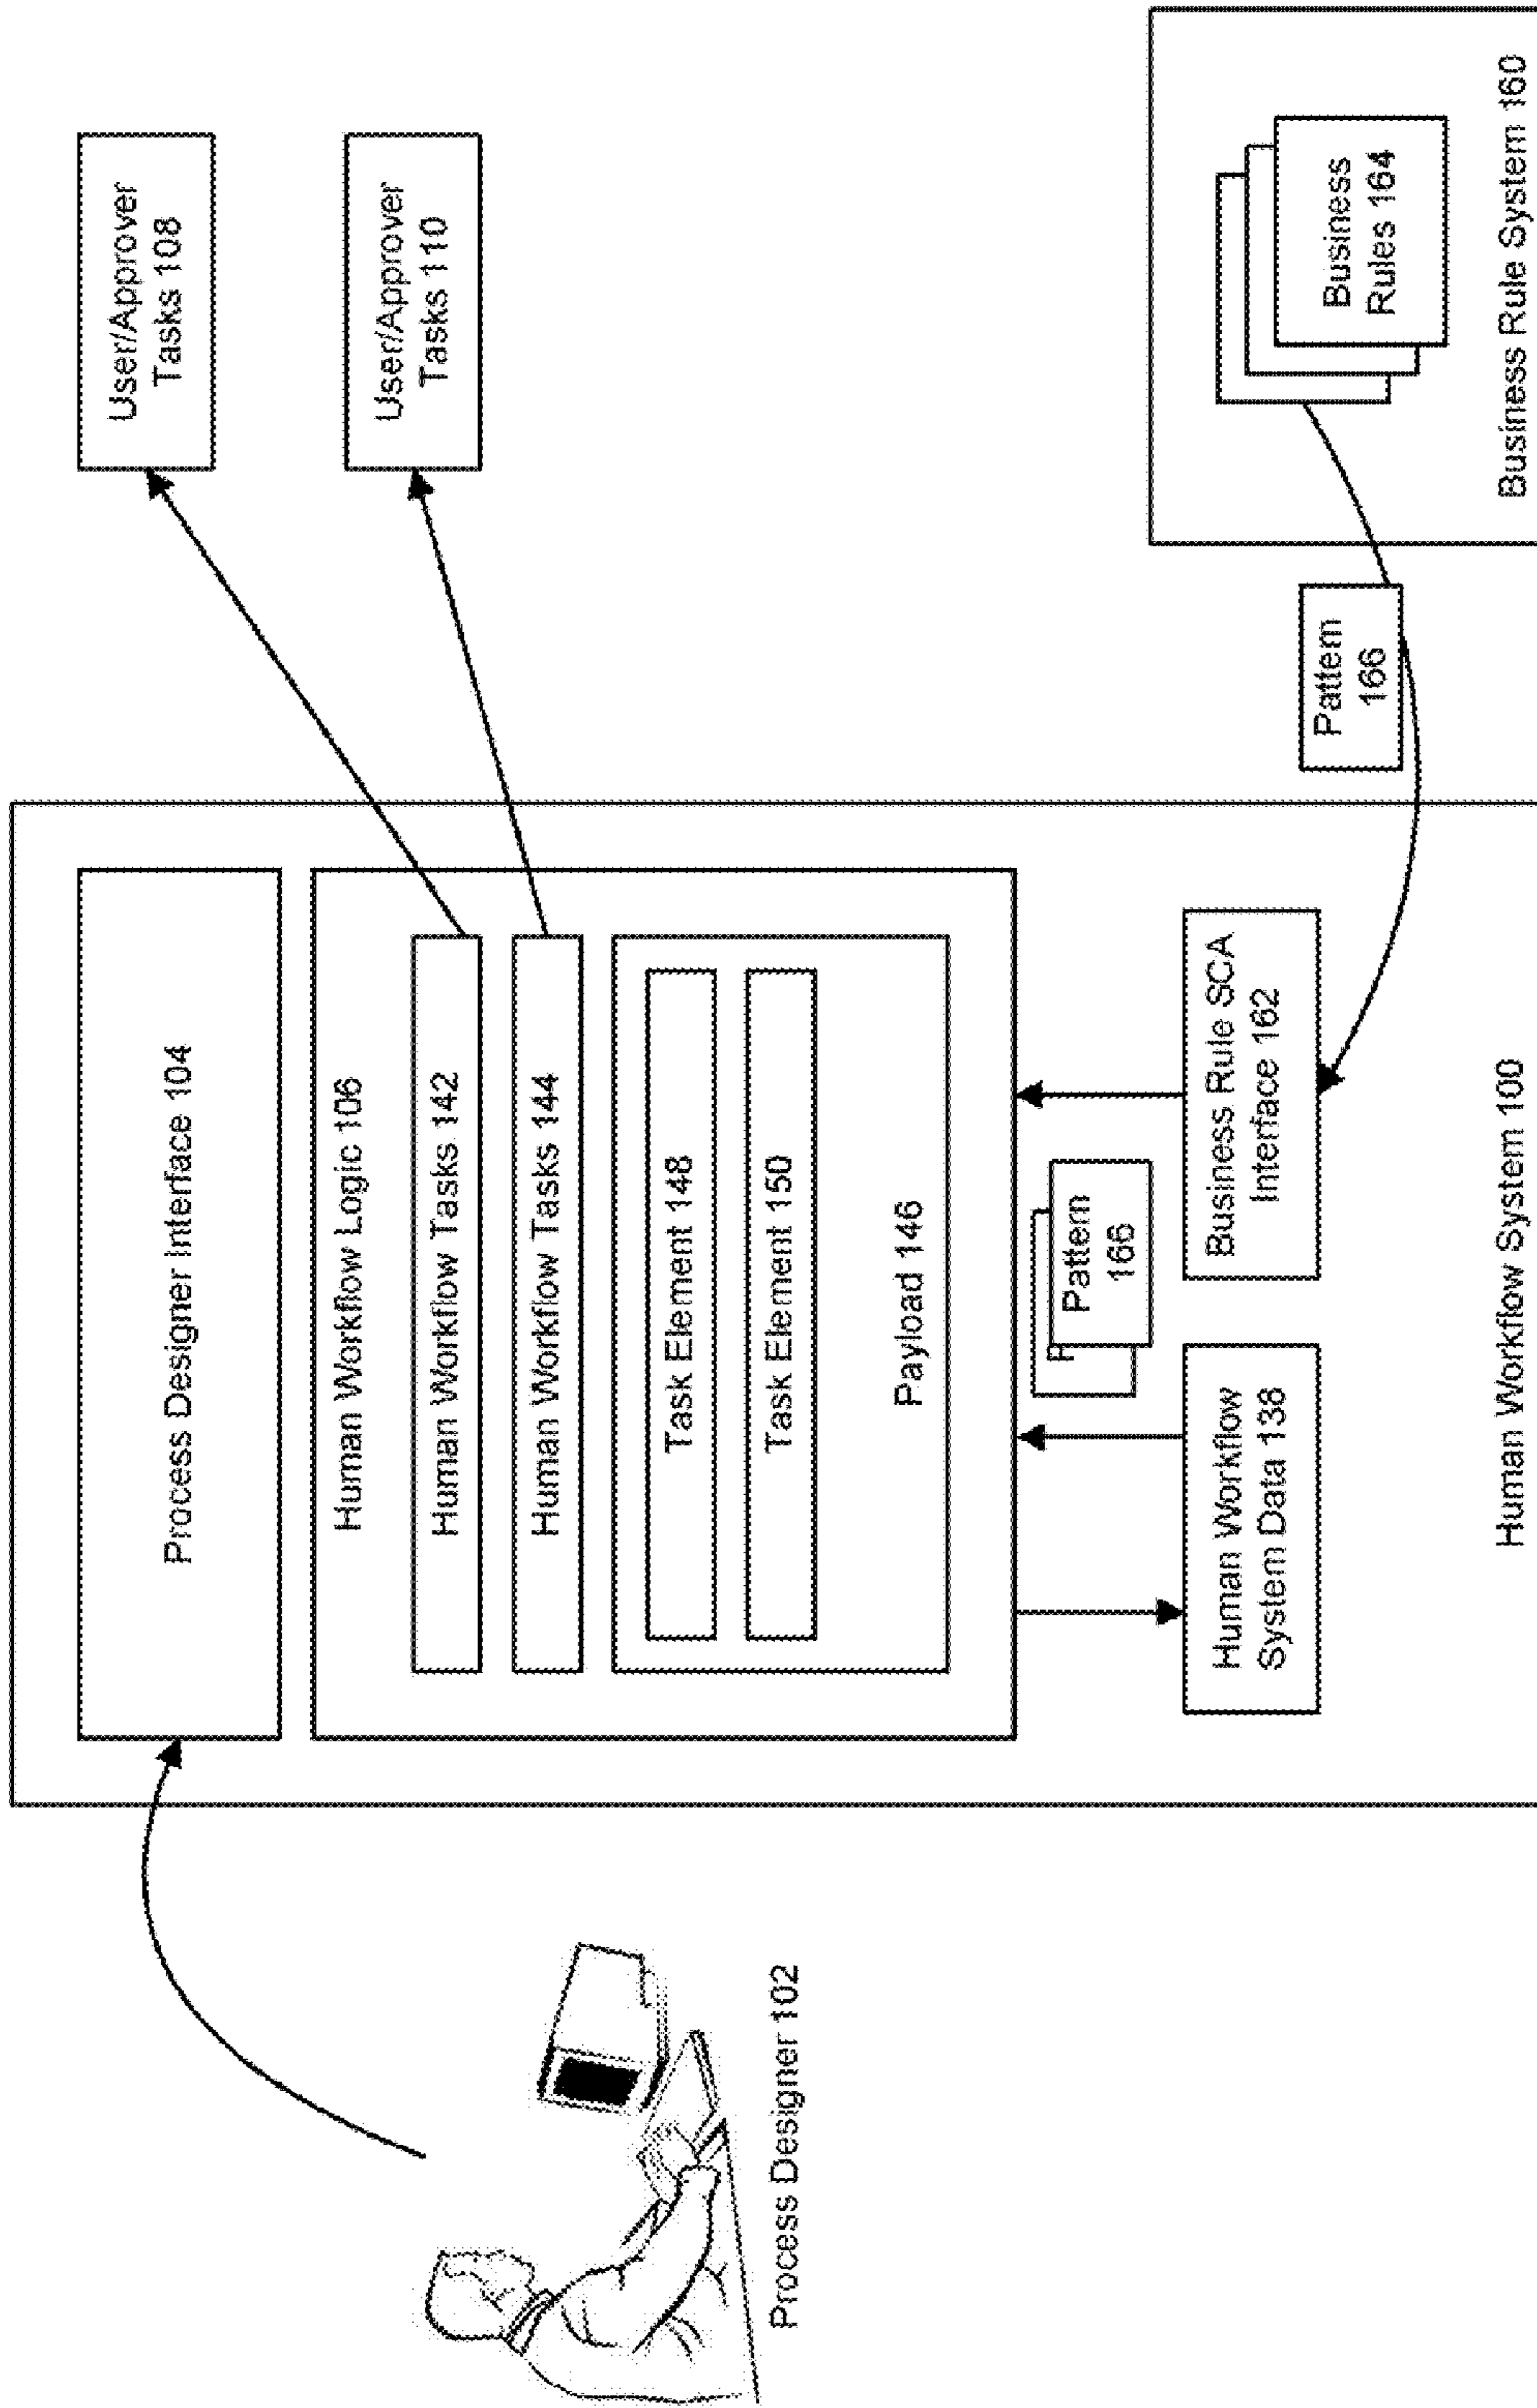 Process Designer 102
Process Designer Interface 104
Human Workflow Logic 106
Human Workflow Tasks 142
Human Workflow Tasks 144
Task Element 148
Task Element 150
Payload 146
P
Pattern
166
Human Workflow
System Data 138
Business Rule SCA
Interface 162
Human Workflow System 100
User/Approver
Tasks 108
User/Approver
Tasks 110
Pattern
166
Business
Rules 164
Business Rule System 160